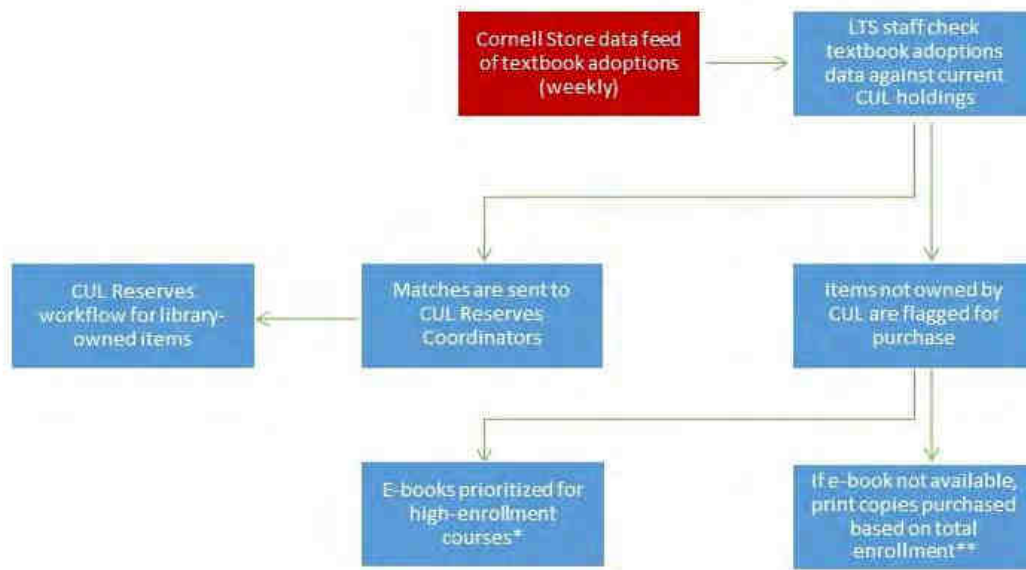 Cornell Store data feed
of textbook adoptions
(weekly)
LTS staff check
textbook adoptions
data against current
CUL holdings
CUL Reserves
workflow for library-
owned items
Matches are sent to
CUL Reserves
Coordinators
Items not owned by
CUL are flagged for
purchase
E-books prioritized for
high-enrollment
courses*
If e-book not available,
print copies purchased
based on total
enrollment**